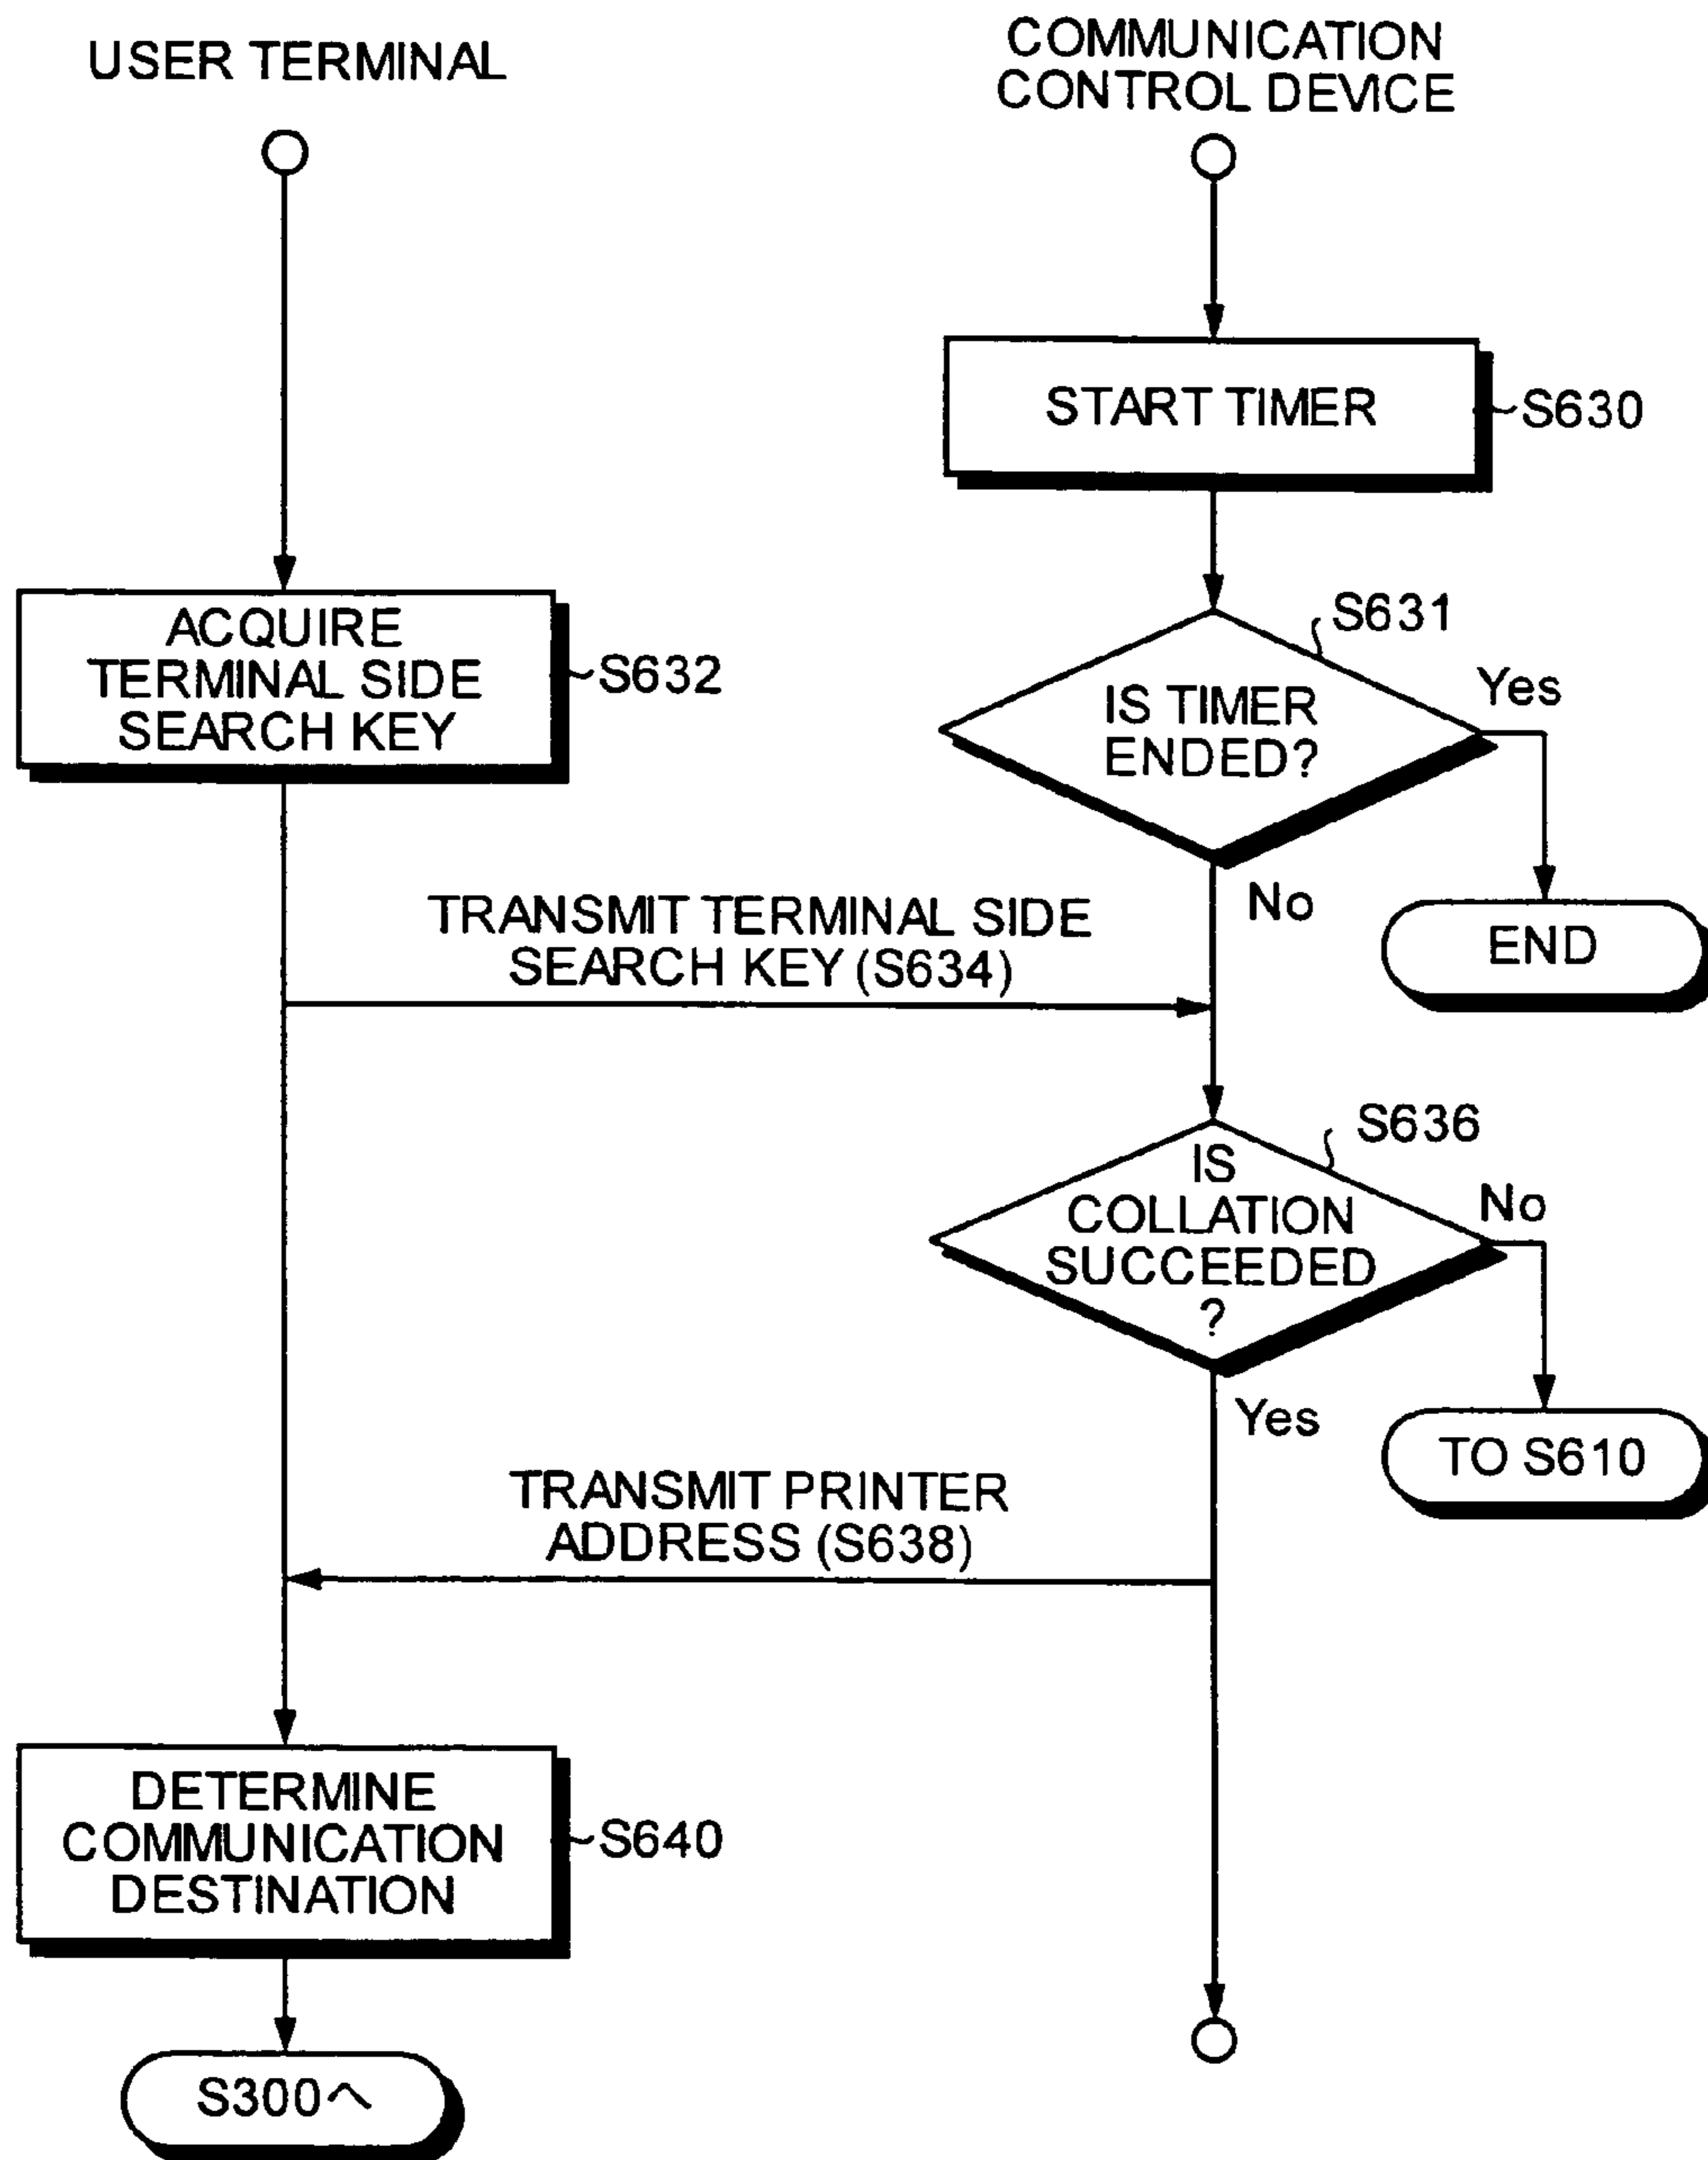 USER TERMINAL
COMMUNICATION
CONTROL DEVICE
START TIMER
S630
ACQUIRE
TERMINAL SIDE
SEARCH KEY
S632
S631
IS TIMER
ENDED?
Yes
No
END
TRANSMIT TERMINAL SIDE
SEARCH KEY (S634)
S636
IS
COLLATION
SUCCEEDED
?
No
Yes
TO S610
TRANSMIT PRINTER
ADDRESS (S638)
DETERMINE
COMMUNICATION
DESTINATION
S640
S300へ